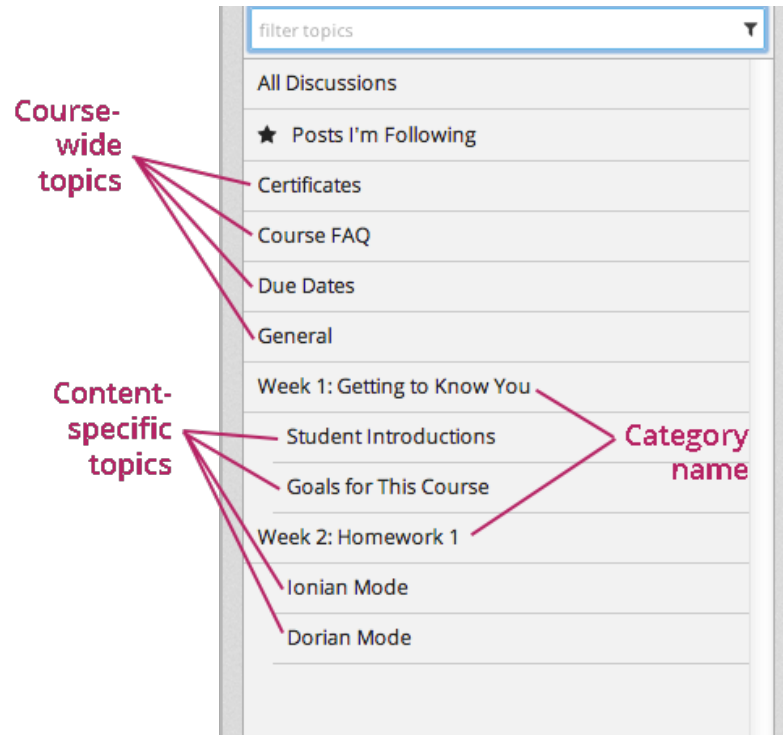 filter topics
All Discussions
Posts I'm Following
Certificates
Course FAQ
Due Dates
General
Week 1: Getting to Know You
Student Introductions
Goals for This Course
Week 2: Homework 1
Ionian Mode
Dorian Mode
Course-
wide
topics
Content-
specific
topics
Category
name